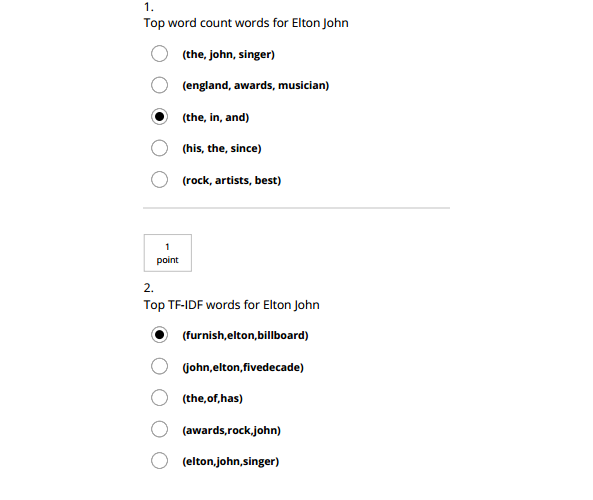 1.
Top word count words for Elton John
(the, john, singer)
(england, awards, musician)
(the, in, and)
(his, the, since)
(rock, artists, best)
1
point
2.
Top TF-IDF words for Elton John
(furnish,elton,billboard)
(john,elton,fivedecade)
(the,of,has)
(awards,rock,john)
(elton,john,singer)